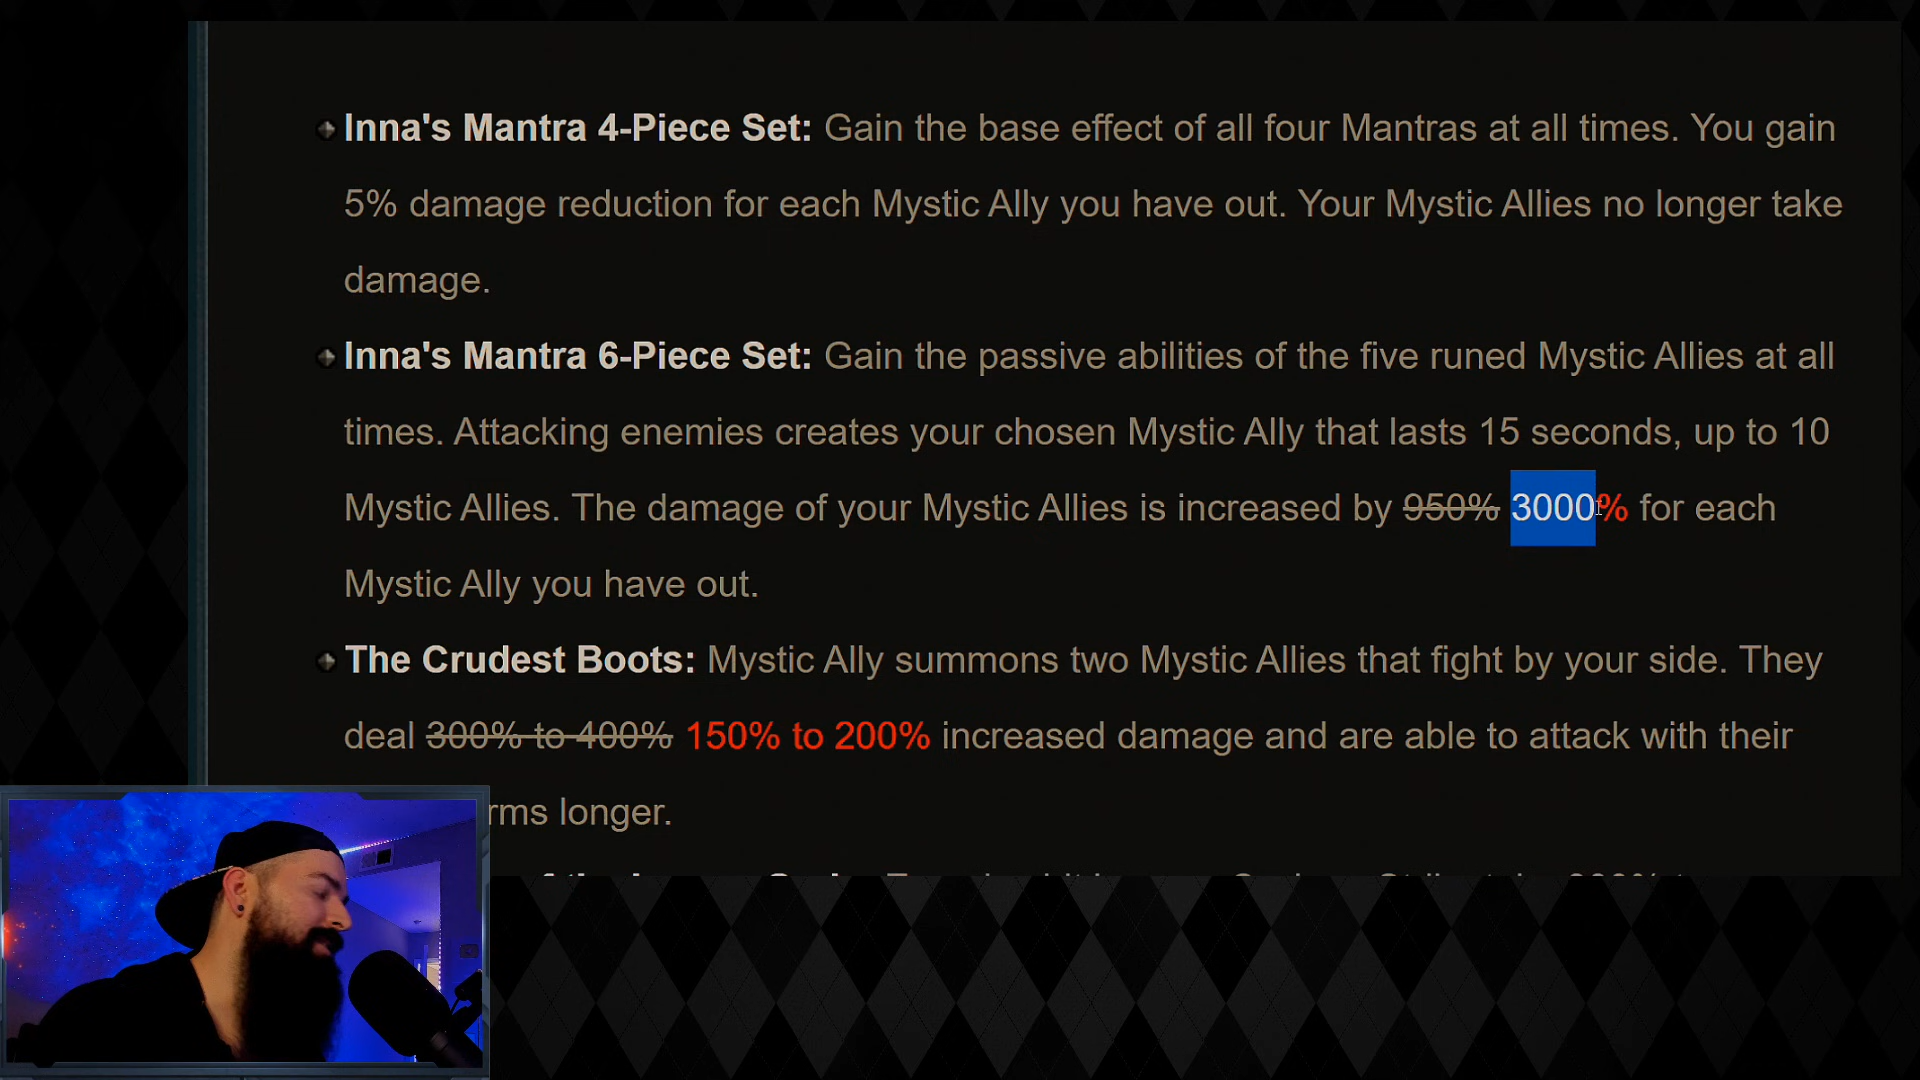 Inna's Mantra 4-Piece Set: Gain the base effect of all four Mantras at all times. You gain
5% damage reduction for each Mystic Ally you have out. Your Mystic Allies no longer take
damage.
Inna's Mantra 6-Piece Set: Gain the passive abilities of the five runed Mystic Allies at all
times. Attacking enemies creates your chosen Mystic Ally that lasts 15 seconds, up to 10
Mystic Allies. The damage of your Mystic Allies is increased by 950% 3000% for each
Mystic Ally you have out.
The Crudest Boots: Mystic Ally summons two Mystic Allies that fight by your side. They
deal 300% to 400% 150% to 200% increased damage and are able to attack with their
rms longer.